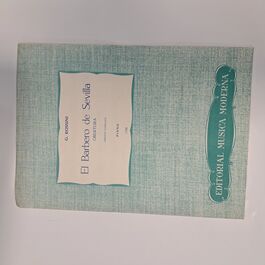 G. ROSSINI
El Barbero de Sevilla
OBERTURA
PIANO
EDITORIAL MUSICA MODERNA